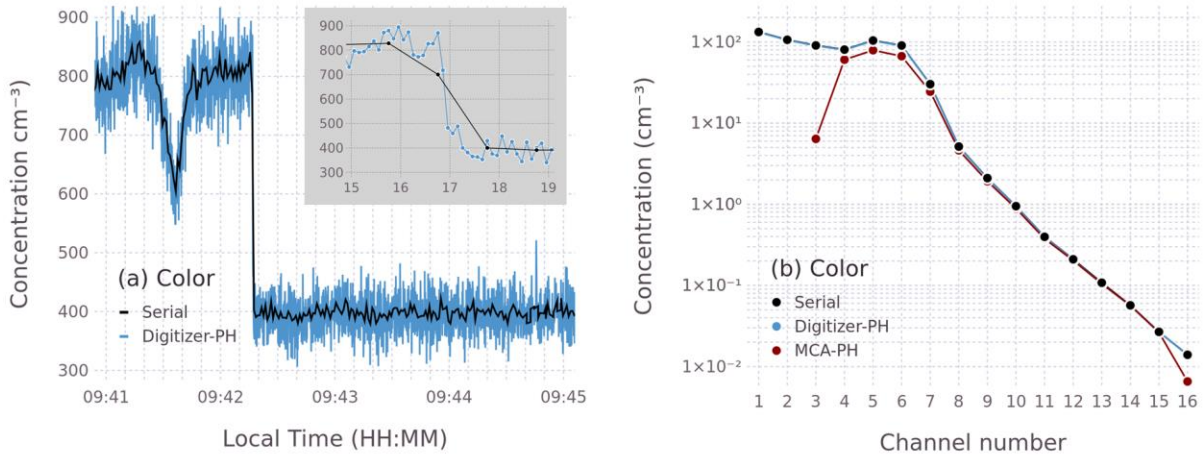 900
800
700
600
500
400
300
Concentration cm⁻³
(a) Color
Serial
Digitizer-PH
09:41 09:42 09:43 09:44 09:45
Local Time (HH:MM)
900
800
700
600
500
400
300
15 16 17 18 19
1×10²
1×10¹
1×10⁰
1×10⁻¹
1×10⁻²
Concentration (cm⁻³)
(b) Color
Serial
Digitizer-PH
MCA-PH
1 2 3 4 5 6 7 8 9 10 11 12 13 14 15 16
Channel number